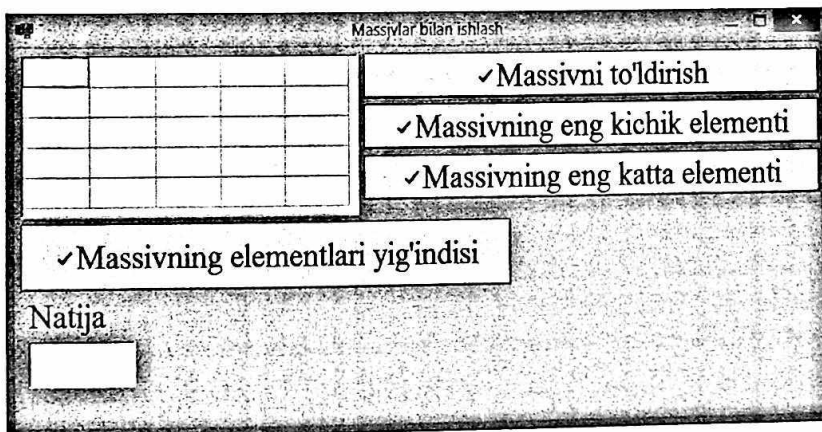 Massivlar bilan ishlash
✓Massivni to'ldirish
✓Massivning eng kichik elementi
✓Massivning eng katta elementi
✓Massivning elementlari yig'indisi
Natija